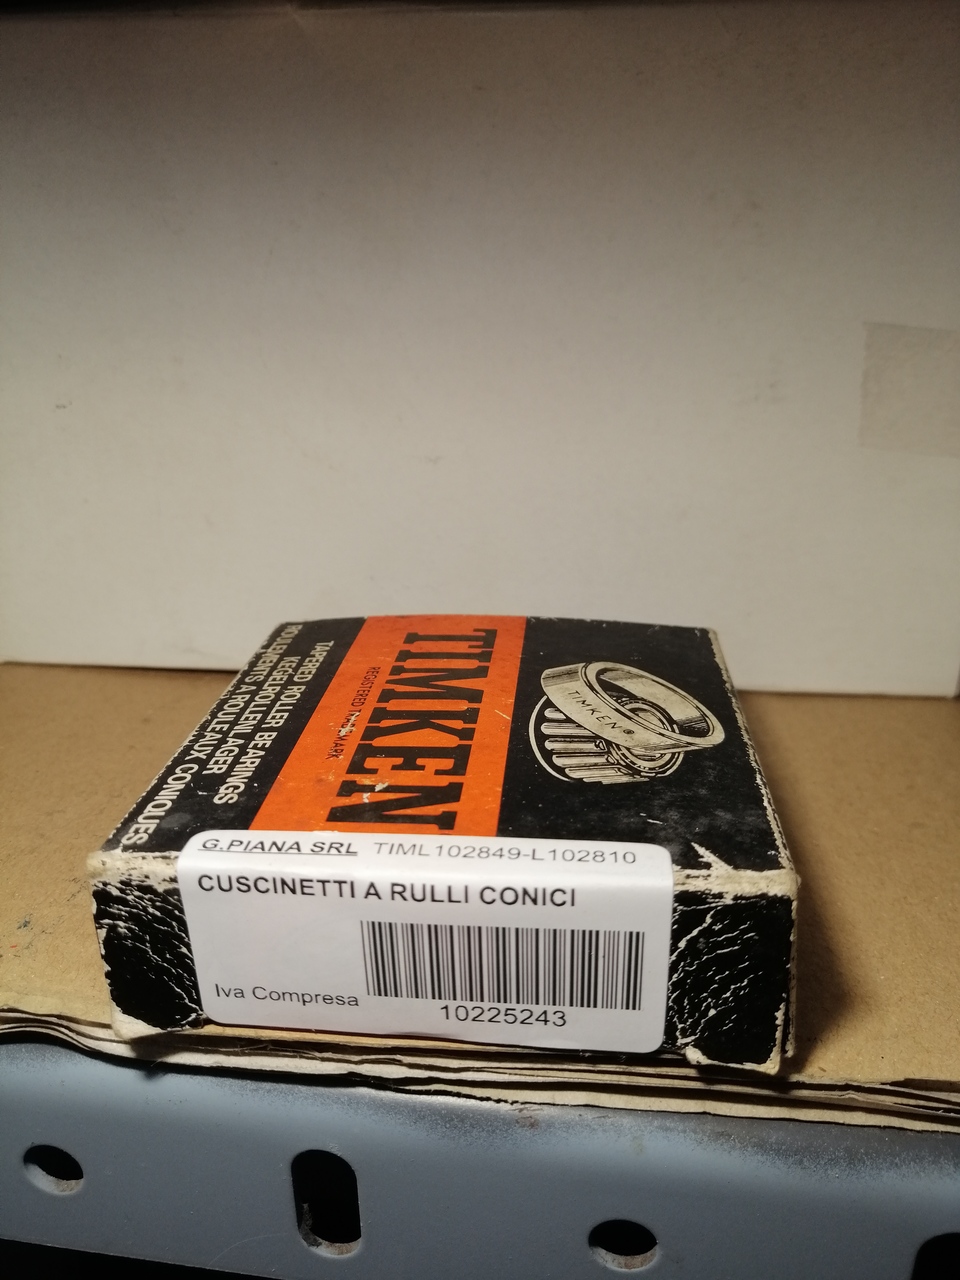 TAPERED ROLLER BEARINGS
KEGELROLLENLAGER
ROULEMENTS A ROULEAUX CONIQUES
TIMKEN
REGISTERED TRADEMARK
TIMKEN®
G.PIANA SRL TIML102849-L102810
CUSCINETTI A RULLI CONICI
Iva Compresa
10225243